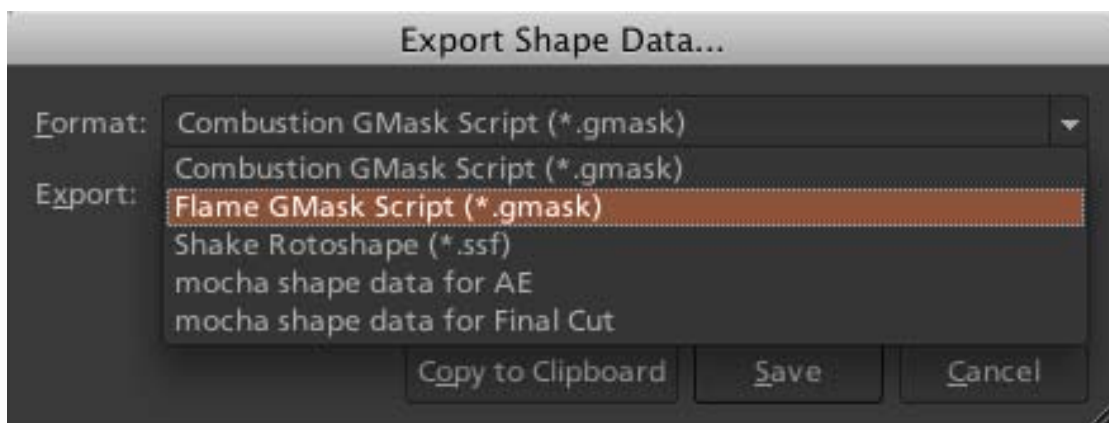 Export Shape Data...
Format: Combustion GMask Script (*.gmask)
Combustion GMask Script (*.gmask)
Export:
Flame GMask Script (*.gmask)
Shake Rotoshape (*.ssf)
mocha shape data for AE
mocha shape data for Final Cut
Copy to Clipboard Save Cancel